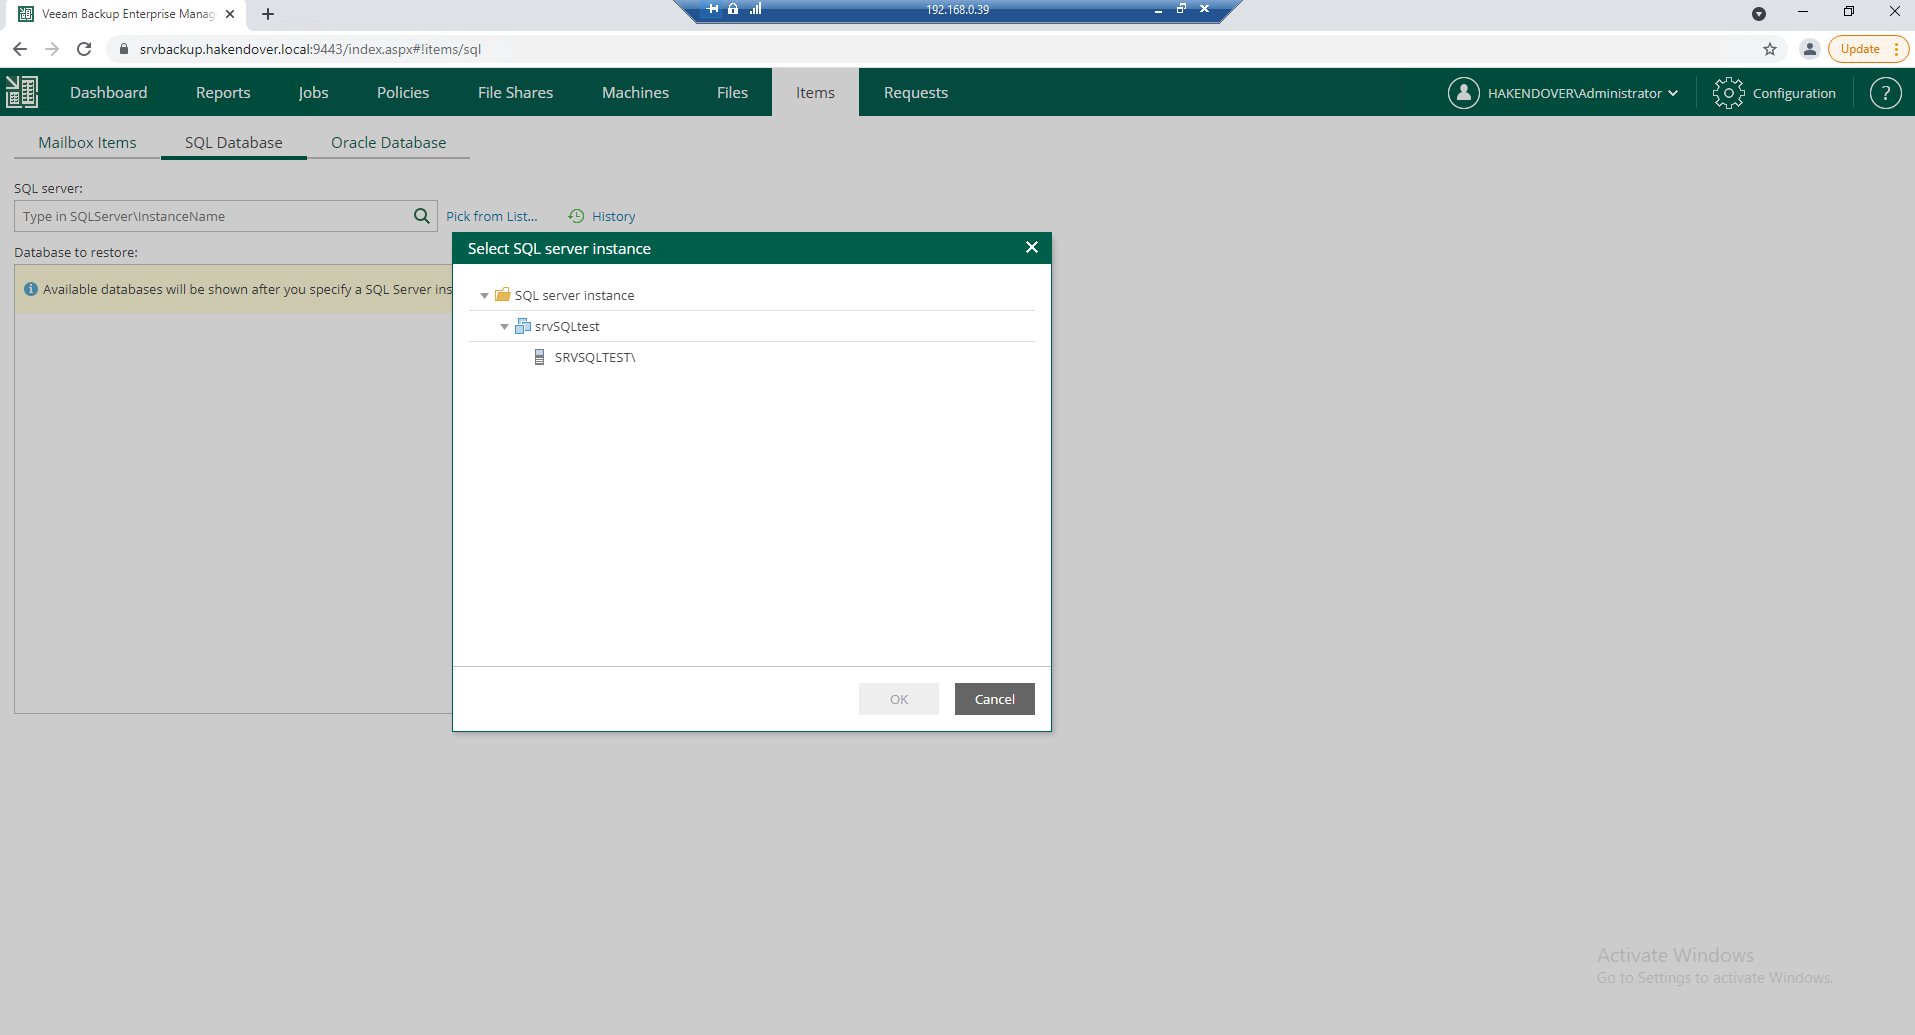 Veeam Backup Enterprise Manag
192.168.0.39
srvbackup.hakendover.local:9443/index.aspx#!items/sql
Update
Dashboard Reports Jobs Policies File Shares Machines Files Items Requests HAKENDOVER\Administrator Configuration ?
Mailbox Items SQL Database Oracle Database
SQL server:
Type in SQLServer\InstanceName Pick from List... History
Database to restore:
Available databases will be shown after you specify a SQL Server ins
Select SQL server instance
SQL server instance
srvSQLtest
SRVSQLTEST\
OK Cancel
Activate Windows
Go to Settings to activate Windows.